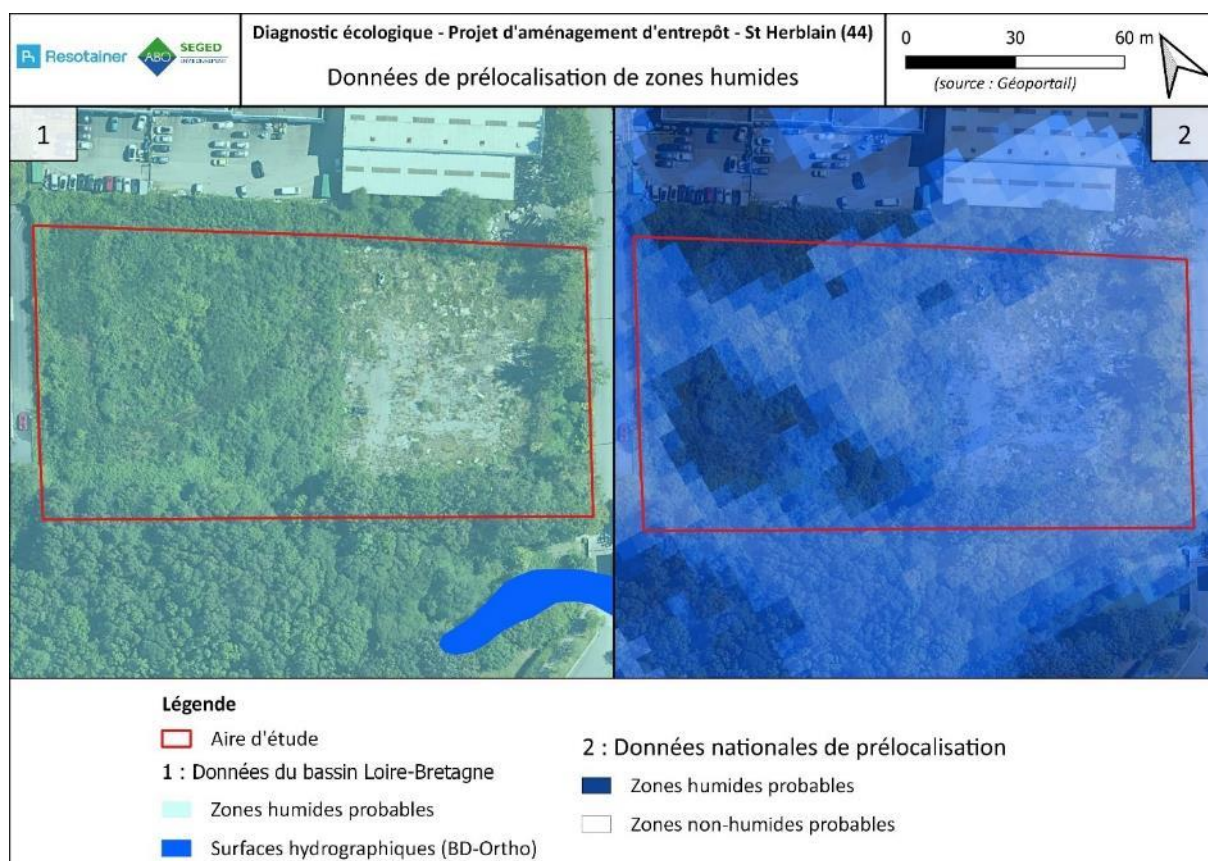 Resotainer
ABO
SEGED
Diagnostic écologique - Projet d'aménagement d'entrepôt - St Herblain (44)
Données de prélocalisation de zones humides
0 30 60 m
(source : Géoportail)
1
2
Légende
Aire d'étude
1 : Données du bassin Loire-Bretagne
Zones humides probables
Surfaces hydrographiques (BD-Ortho)
2 : Données nationales de prélocalisation
Zones humides probables
Zones non-humides probables